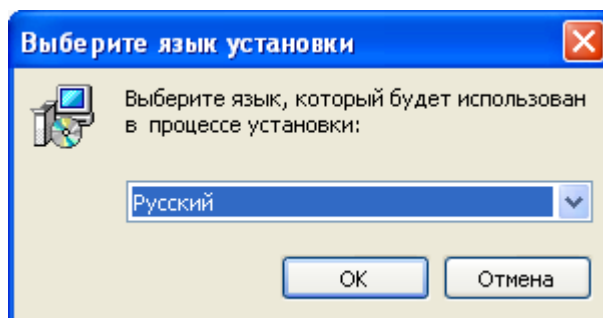 Выберите язык установки
Выберите язык, который будет использован
в процессе установки:
Русский
OK
Отмена